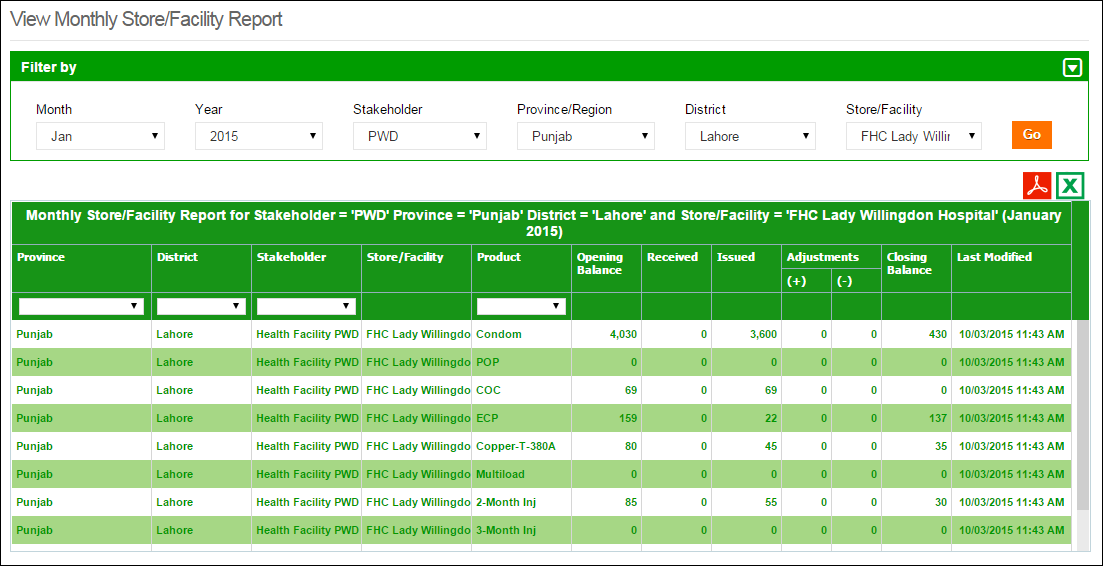 View Monthly Store/Facility Report
Filter by
Month Year Stakeholder Province/Region District Store/Facility
Jan 2015 PWD Punjab Lahore FHC Lady Willin Go
Monthly Store/Facility Report for Stakeholder = 'PWD' Province = 'Punjab' District = 'Lahore' and Store/Facility = 'FHC Lady Willingdon Hospital' (January
2015)
Province District Stakeholder Store/Facility Product Opening Balance Received Issued Adjustments Closing Balance Last Modified
(+) (-)
Punjab Lahore Health Facility PWD FHC Lady Willingdo Condom 4,030 0 3,600 0 0 430 10/03/2015 11:43 AM
Punjab Lahore Health Facility PWD FHC Lady Willingdo POP 0 0 0 0 0 0 10/03/2015 11:43 AM
Punjab Lahore Health Facility PWD FHC Lady Willingdo COC 69 0 69 0 0 0 10/03/2015 11:43 AM
Punjab Lahore Health Facility PWD FHC Lady Willingdo ECP 159 0 22 0 0 137 10/03/2015 11:43 AM
Punjab Lahore Health Facility PWD FHC Lady Willingdo Copper-T-380A 80 0 45 0 0 35 10/03/2015 11:43 AM
Punjab Lahore Health Facility PWD FHC Lady Willingdo Multiload 0 0 0 0 0 0 10/03/2015 11:43 AM
Punjab Lahore Health Facility PWD FHC Lady Willingdo 2-Month Inj 85 0 55 0 0 30 10/03/2015 11:43 AM
Punjab Lahore Health Facility PWD FHC Lady Willingdo 3-Month Inj 0 0 0 0 0 0 10/03/2015 11:43 AM